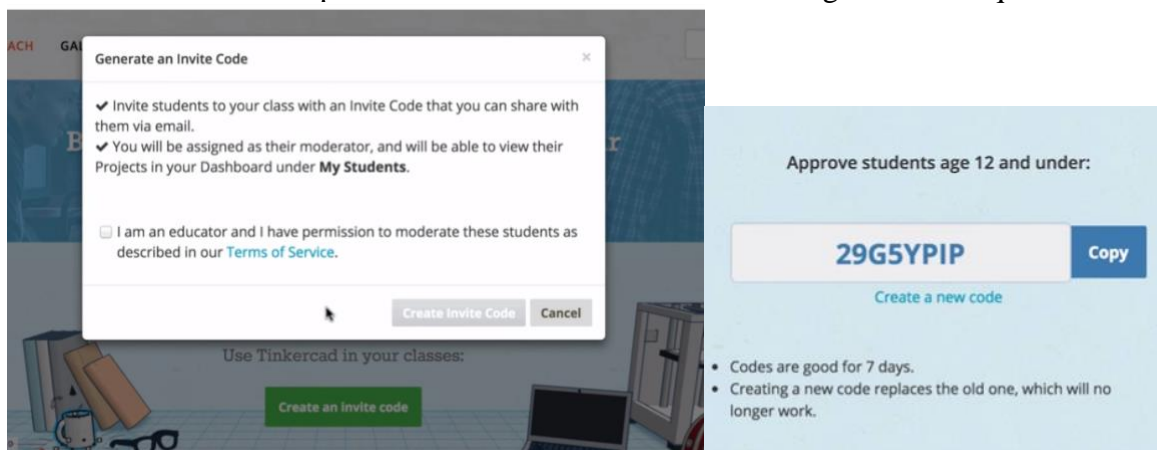 ACH GAL
Generate an Invite Code ×
✔ Invite students to your class with an Invite Code that you can share with
them via email.
✔ You will be assigned as their moderator, and will be able to view their
Projects in your Dashboard under My Students.
I am an educator and I have permission to moderate these students as
described in our Terms of Service.
Create Invite Code Cancel
Use Tinkercad in your classes:
Create an invite code
Approve students age 12 and under:
29G5YPIP Copy
Create a new code
• Codes are good for 7 days.
• Creating a new code replaces the old one, which will no
longer work.